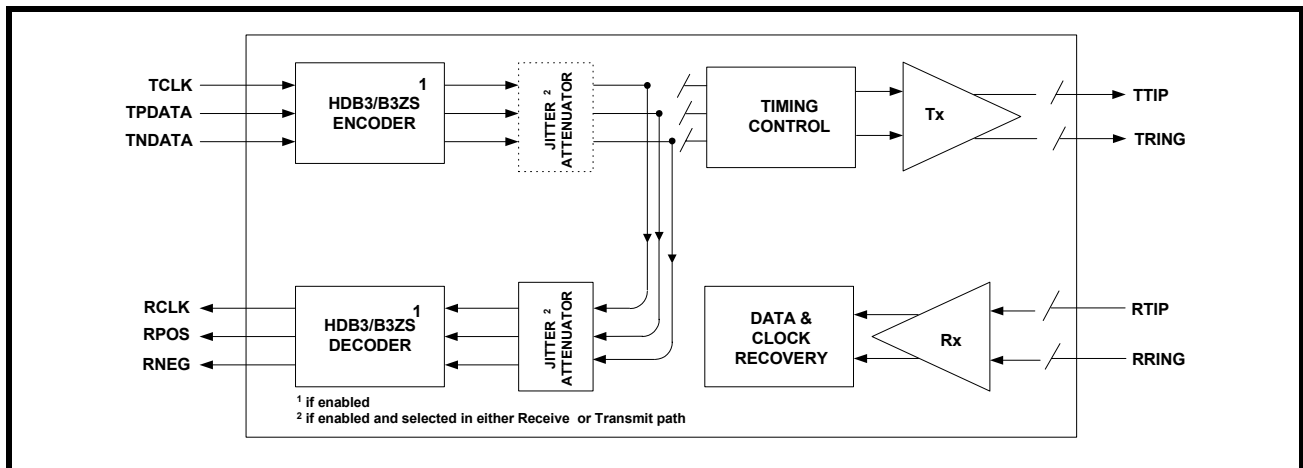 TCLK
TPDATA
TNDATA
HDB3/B3ZS 1
ENCODER
JITTER 2
ATTENUATOR
TIMING
CONTROL
Tx
TTIP
TRING
RCLK
RPOS
RNEG
HDB3/B3ZS 1
DECODER
JITTER 2
ATTENUATOR
DATA &
CLOCK
RECOVERY
Rx
RTIP
RRING
1 if enabled
2 if enabled and selected in either Receive or Transmit path